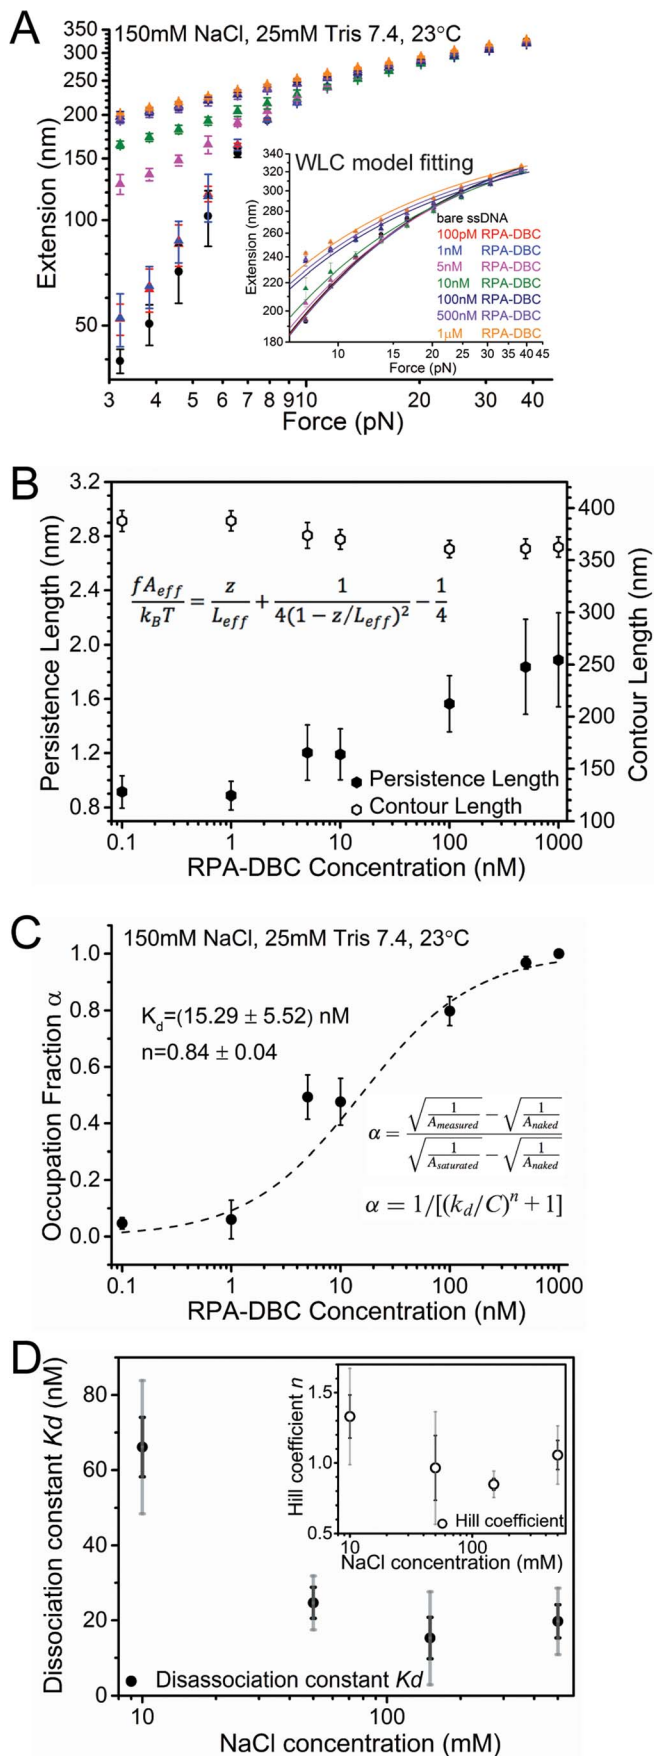 A
150mM NaCl, 25mM Tris 7.4, 23°C
350
300
250
200
150
100
50
Extension (nm)
3 4 5 6 7 8 910 20 30 40
Force (pN)
WLC model fitting
340
320
300
280
260
240
220
200
180
Extension (nm)
bare ssDNA
100pM RPA-DBC
1nM RPA-DBC
5nM RPA-DBC
10nM RPA-DBC
100nM RPA-DBC
500nM RPA-DBC
1µM RPA-DBC
10 15 20 25 30 35 40 45
Force (pN)
B
3.2
2.8
2.4
2.0
1.6
1.2
0.8
Persistence Length (nm)
400
350
300
250
200
150
100
Contour Length (nm)
fA_eff/k_BT = z/L_eff + 1/4(1 − z/L_eff)² − 1/4
Persistence Length
Contour Length
0.1 1 10 100 1000
RPA-DBC Concentration (nM)
C
150mM NaCl, 25mM Tris 7.4, 23°C
1.0
0.8
0.6
0.4
0.2
0.0
Occupation Fraction α
K_d=(15.29 ± 5.52) nM
n=0.84 ± 0.04
α = (√(1/A_measured) − √(1/A_naked)) / (√(1/A_saturated) − √(1/A_naked))
α = 1/[(k_d/C)ⁿ + 1]
0.1 1 10 100 1000
RPA-DBC Concentration (nM)
D
80
60
40
20
0
Dissociation constant Kd (nM)
1.5
1.0
0.5
Hill coefficient n
Hill coefficient
10 100
NaCl concentration (mM)
Disassociation constant Kd
10 100
NaCl concentration (mM)